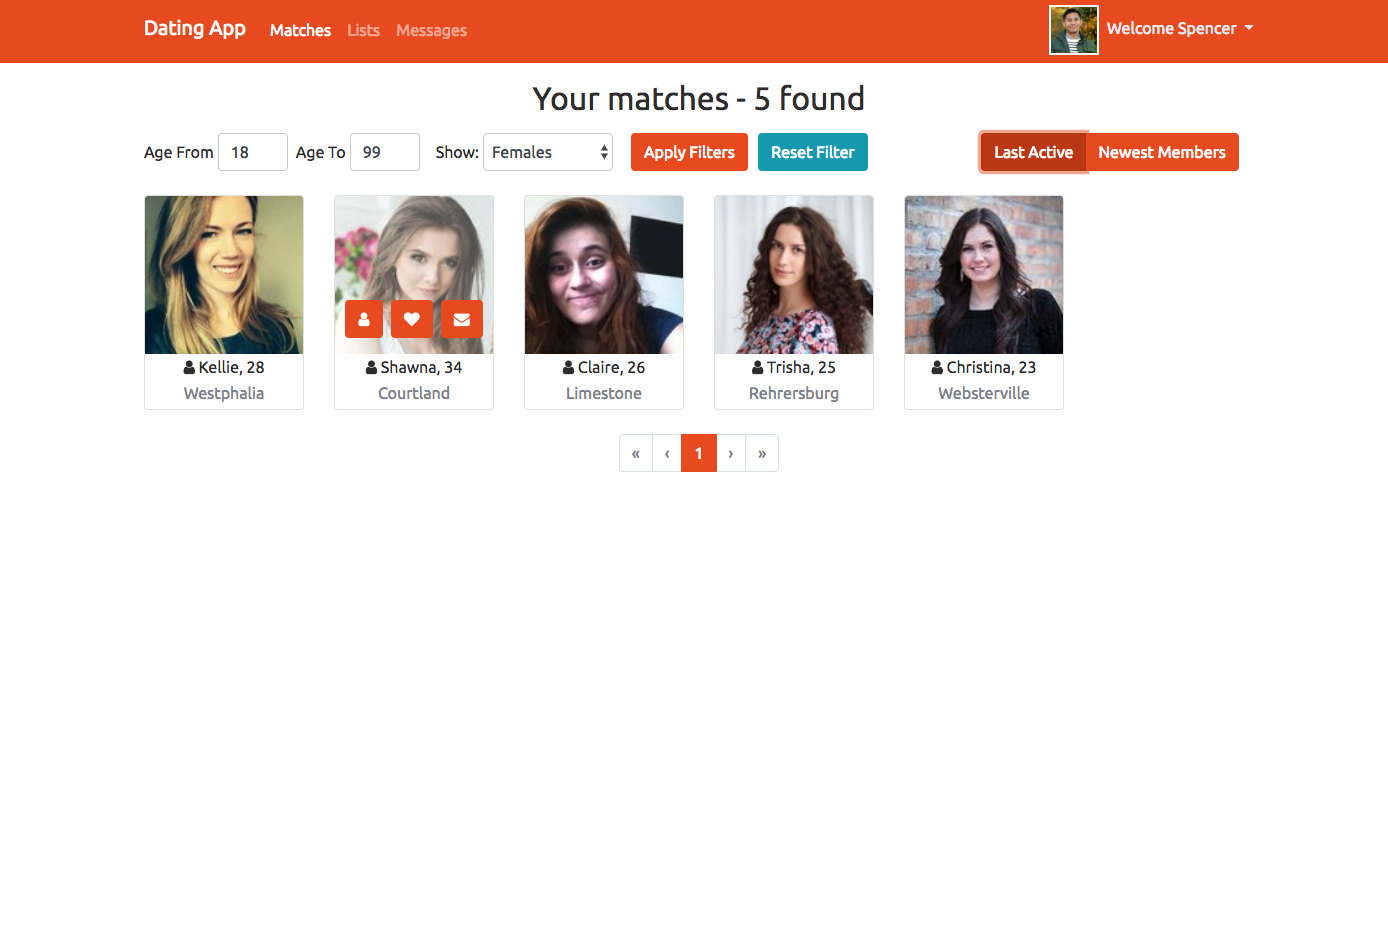 Dating App Matches Lists Messages Welcome Spencer
Your matches - 5 found
Age From 18 Age To 99 Show: Females Apply Filters Reset Filter Last Active Newest Members
Kellie, 28
Westphalia
Shawna, 34
Courtland
Claire, 26
Limestone
Trisha, 25
Rehrersburg
Christina, 23
Websterville
« ‹ 1 › »